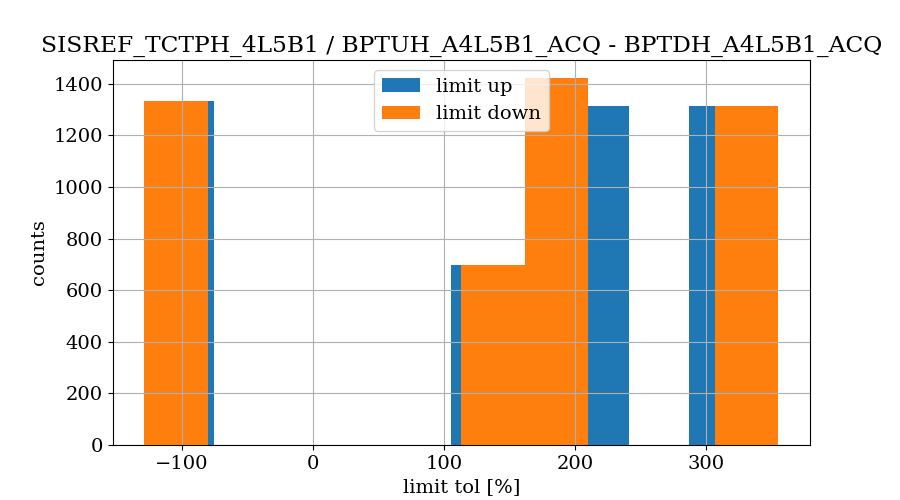 SISREF_TCTPH_4L5B1 / BPTUH_A4L5B1_ACQ - BPTDH_A4L5B1_ACQ
limit up
limit down
1400
1200
1000
800
600
400
200
0
counts
−100 0 100 200 300
limit tol [%]